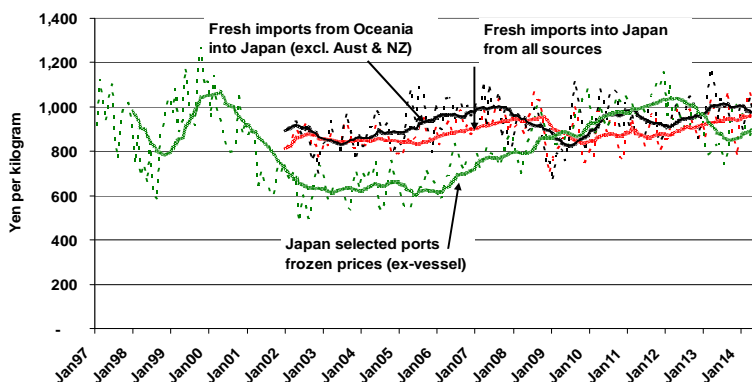 Yen per kilogram
1,400
1,200
1,000
800
600
400
200
-
Fresh imports from Oceania
into Japan (excl. Aust & NZ)
Fresh imports into Japan
from all sources
Japan selected ports
frozen prices (ex-vessel)
Jan97
Jan98
Jan99
Jan00
Jan01
Jan02
Jan03
Jan04
Jan05
Jan06
Jan07
Jan08
Jan09
Jan10
Jan11
Jan12
Jan13
Jan14